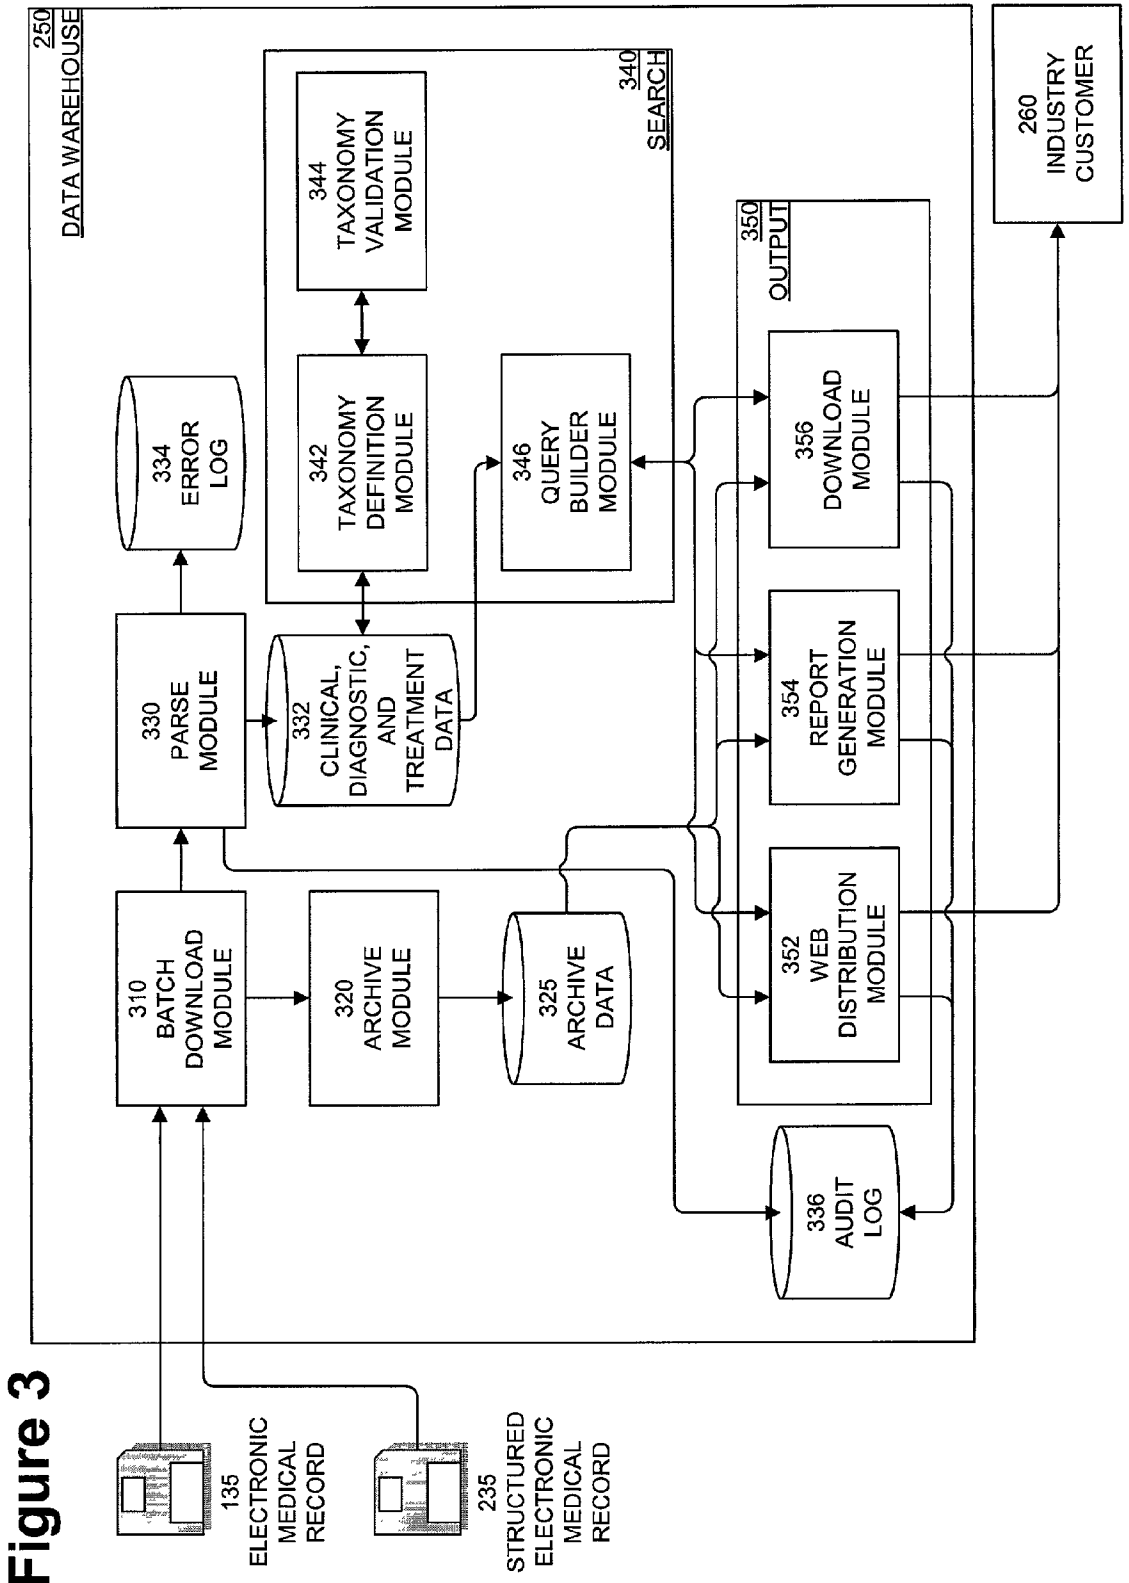 Figure 3
250
DATA WAREHOUSE
135
ELECTRONIC
MEDICAL
RECORD
235
STRUCTURED
ELECTRONIC
MEDICAL
RECORD
310
BATCH
DOWNLOAD
MODULE
330
PARSE
MODULE
334
ERROR
LOG
320
ARCHIVE
MODULE
325
ARCHIVE
DATA
332
CLINICAL,
DIAGNOSTIC,
AND
TREATMENT
DATA
342
TAXONOMY
DEFINITION
MODULE
344
TAXONOMY
VALIDATION
MODULE
346
QUERY
BUILDER
MODULE
340
SEARCH
336
AUDIT
LOG
352
WEB
DISTRIBUTION
MODULE
354
REPORT
GENERATION
MODULE
356
DOWNLOAD
MODULE
350
OUTPUT
260
INDUSTRY
CUSTOMER